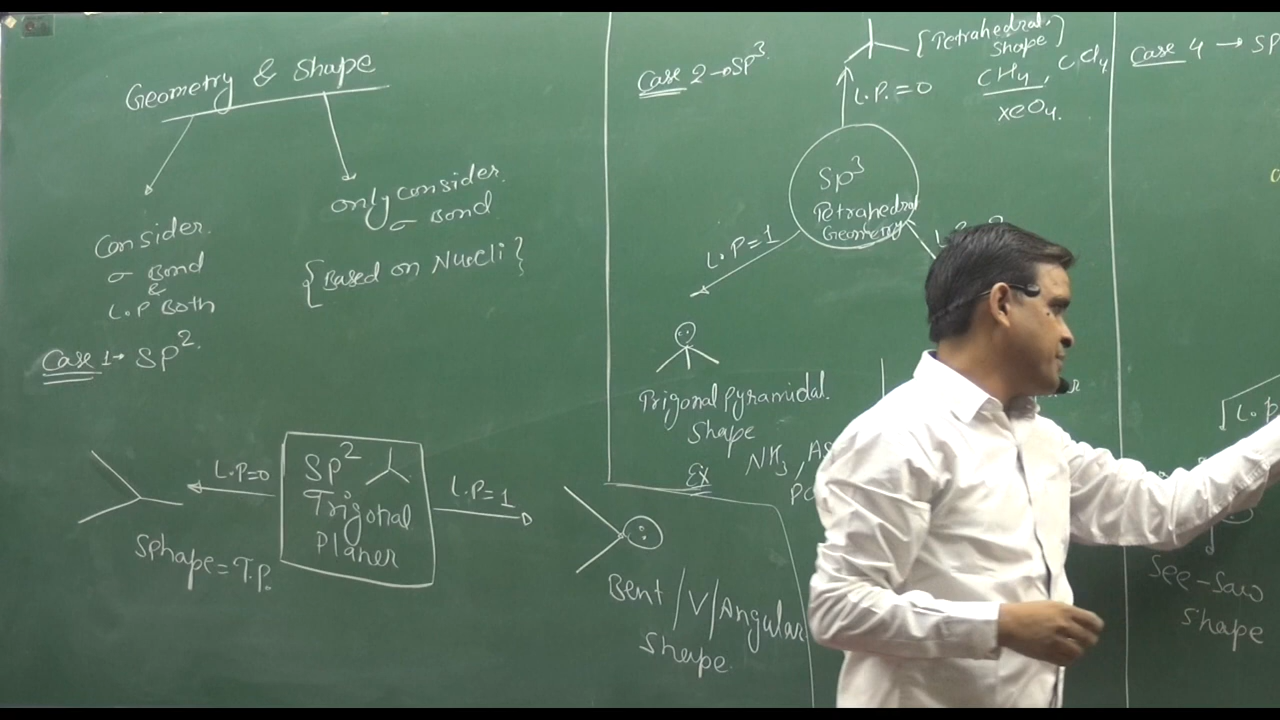 Geometry & Shape
Consider
σ Bond
&
L.P Both
only consider
σ Bond
{Based on Nuclei}
Case 1→ SP².
SP²
Trigonal
Planer
L.P=0
Sphape=T.P.
L.P=1
Bent/V/Angular
Shape.
Case 2→SP³
[Tetrahedral
Shape]
CH4, CCl4
XeO4.
L.P.=0
Sp³
Tetrahedral
Geometry
L.P=1
Trigonal pyramidal
Shape
Ex NH3,
Case 4 → SP
L.P
See-Saw
Shape